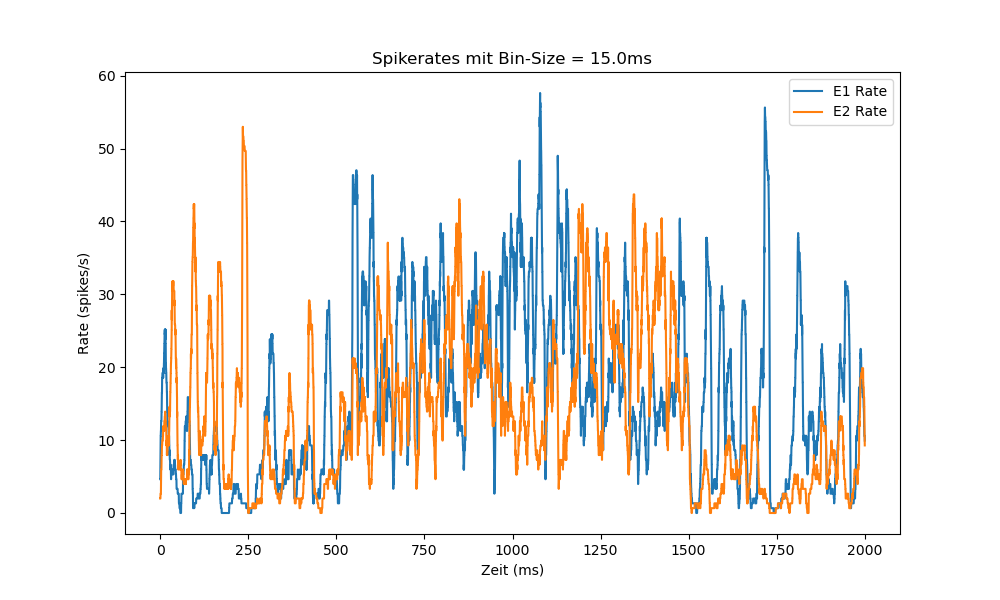 Spikerates mit Bin-Size = 15.0ms
E1 Rate
E2 Rate
Rate (spikes/s)
60
50
40
30
20
10
0
0 250 500 750 1000 1250 1500 1750 2000
Zeit (ms)